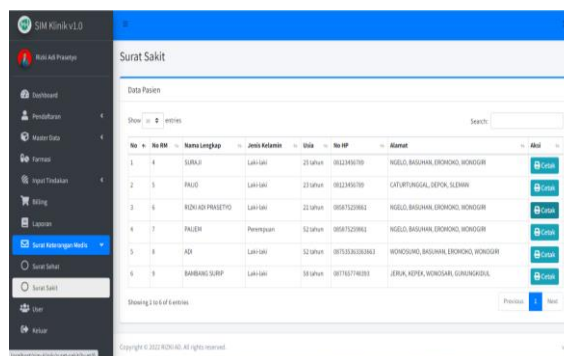 SIM Klinik v1.0
Rizki Adi Prasetyo
Dashboard
Pendaftaran
Master Data
Farmasi
Input Tindakan
Billing
Laporan
Surat Keterangan Medis
Surat Sehat
Surat Sakit
User
Keluar
Surat Sakit
Data Pasien
Show 10 entries
Search:
No No RM Nama Lengkap Jenis Kelamin Usia No HP Alamat Aksi
1 4 SURAJI Laki-laki 25 tahun 08123456789 NGELO, BASUHAN, EROMOKO, WONOGIRI Cetak
2 5 PAIJO Laki-laki 23 tahun 08123456789 CATURTUNGGAL, DEPOK, SLEMAN Cetak
3 6 RIZKI ADI PRASETYO Laki-laki 22 tahun 085875259861 NGELO, BASUHAN, EROMOKO, WONOGIRI Cetak
4 7 PAIJEM Perempuan 52 tahun 085875259861 NGELO, BASUHAN, EROMOKO, WONOGIRI Cetak
5 8 ADI Laki-laki 52 tahun WONOSUMO, BASUHAN, EROMOKO, WONOGIRI Cetak
6 9 BAMBANG SURIP Laki-laki 58 tahun JERUK, KEPEK, WONOSARI, GUNUNGKIDUL Cetak
Showing 1 to 6 of 6 entries
Previous 1 Next
Copyright © 2022 RIZKI AD. All rights reserved.